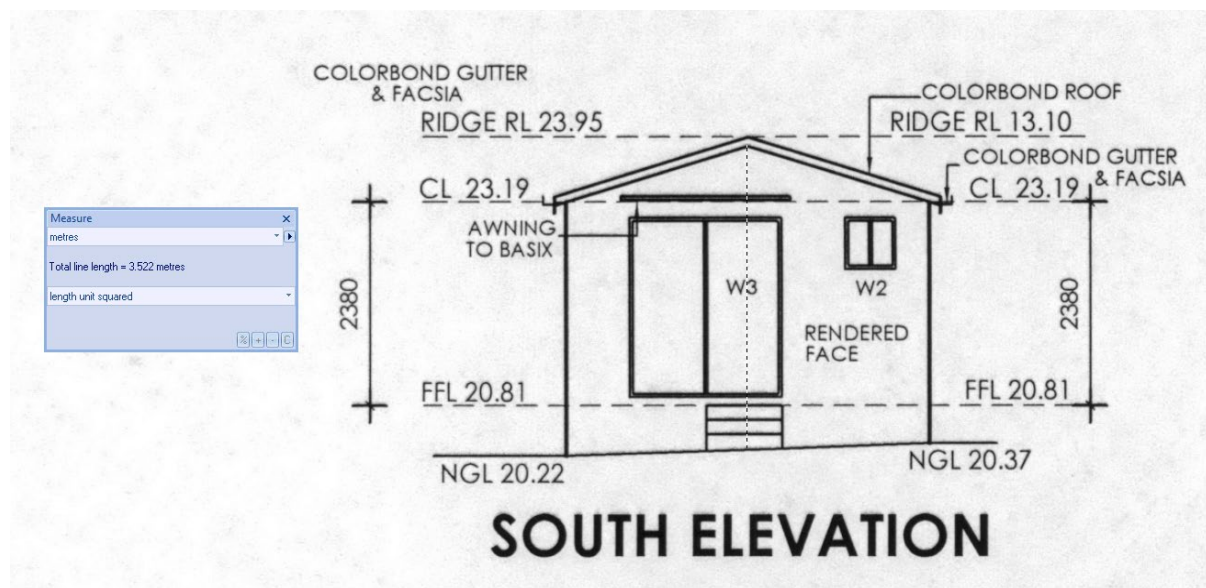 COLORBOND GUTTER
& FACSIA
COLORBOND ROOF
RIDGE RL 23.95
RIDGE RL 13.10
COLORBOND GUTTER
& FACSIA
CL 23.19
CL 23.19
Measure
metres
Total line length = 3.522 metres
length unit squared
% + - C
AWNING
TO BASIX
W3
W2
2380
2380
RENDERED
FACE
FFL 20.81
FFL 20.81
NGL 20.22
NGL 20.37
SOUTH ELEVATION